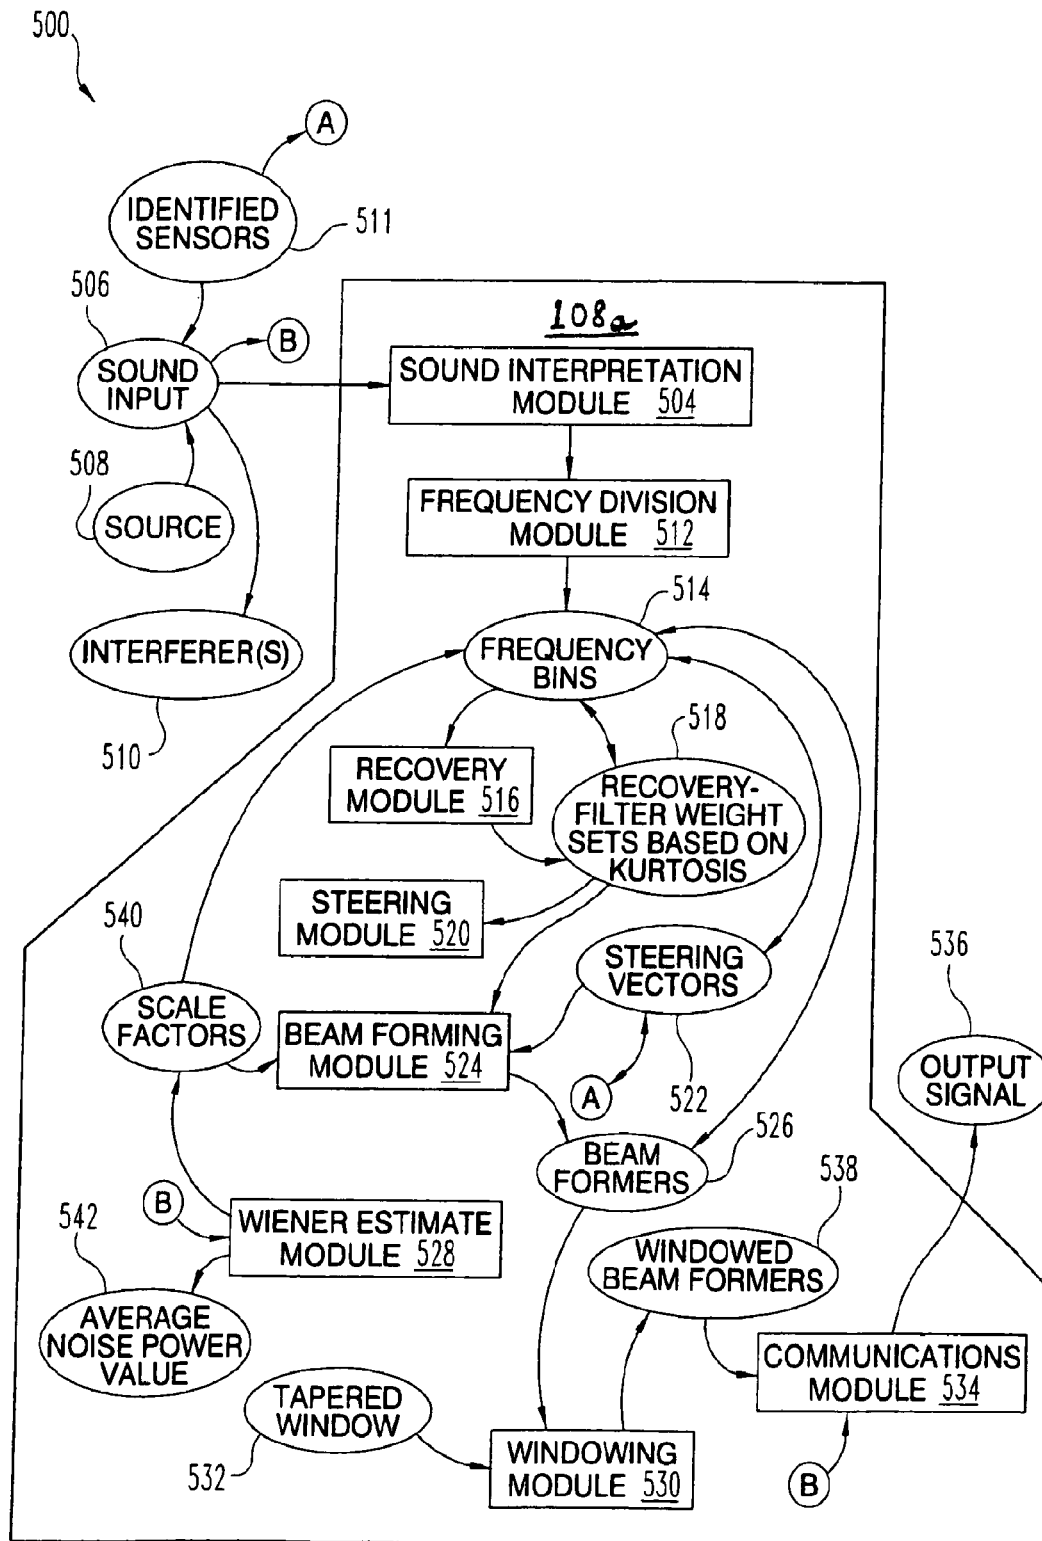 500
A
IDENTIFIED
SENSORS
511
506
B
SOUND
INPUT
508
SOURCE
INTERFERER(S)
510
108a
SOUND INTERPRETATION
MODULE 504
FREQUENCY DIVISION
MODULE 512
514
FREQUENCY
BINS
518
RECOVERY
MODULE 516
RECOVERY-
FILTER WEIGHT
SETS BASED ON
KURTOSIS
STEERING
MODULE 520
540
SCALE
FACTORS
STEERING
VECTORS
522
536
OUTPUT
SIGNAL
BEAM FORMING
MODULE 524
A
526
BEAM
FORMERS
538
542
B
WIENER ESTIMATE
MODULE 528
WINDOWED
BEAM FORMERS
AVERAGE
NOISE POWER
VALUE
COMMUNICATIONS
MODULE 534
TAPERED
WINDOW
532
WINDOWING
MODULE 530
B